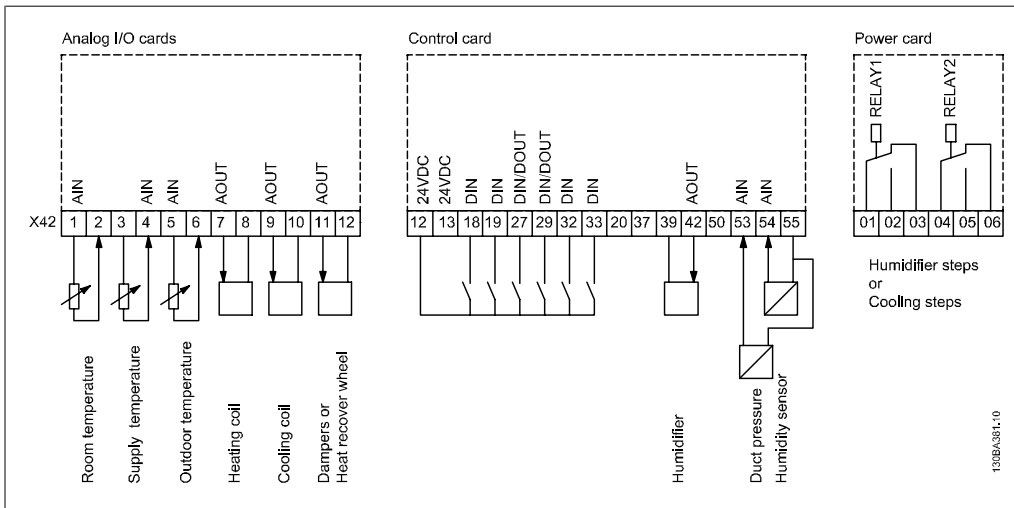 Analog I/O cards
Control card
Power card
AIN
AIN
AIN
AOUT
AOUT
AOUT
24VDC
24VDC
DIN
DIN
DIN/DOUT
DIN/DOUT
DIN
DIN
AOUT
AIN
AIN
RELAY1
RELAY2
X42
1 2 3 4 5 6 7 8 9 10 11 12
12 13 18 19 27 29 32 33 20 37 39 42 50 53 54 55
01 02 03 04 05 06
Humidifier steps
or
Cooling steps
Room temperature
Supply temperature
Outdoor temperature
Heating coil
Cooling coil
Dampers or
Heat recover wheel
Humidifier
Duct pressure
Humidity sensor
130BA381.10